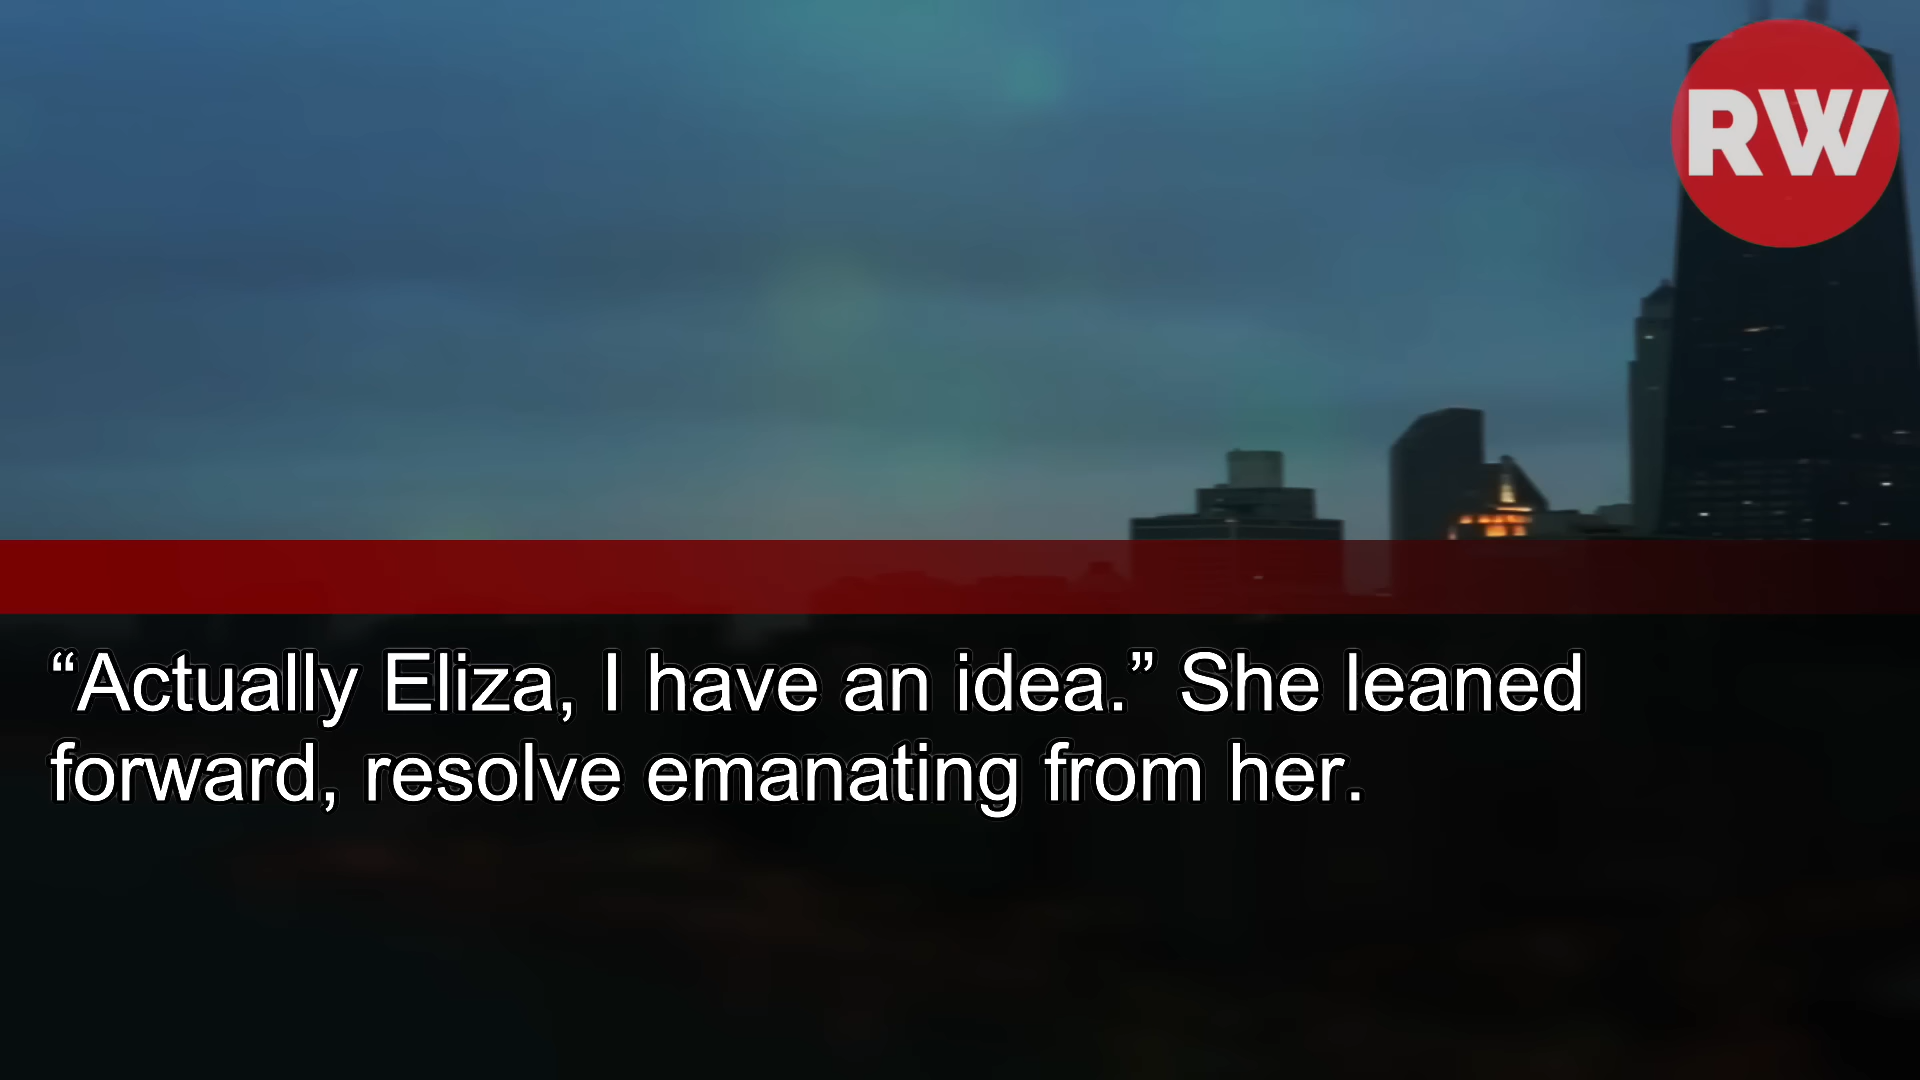 RW
“Actually Eliza, I have an idea.” She leaned
forward, resolve emanating from her.